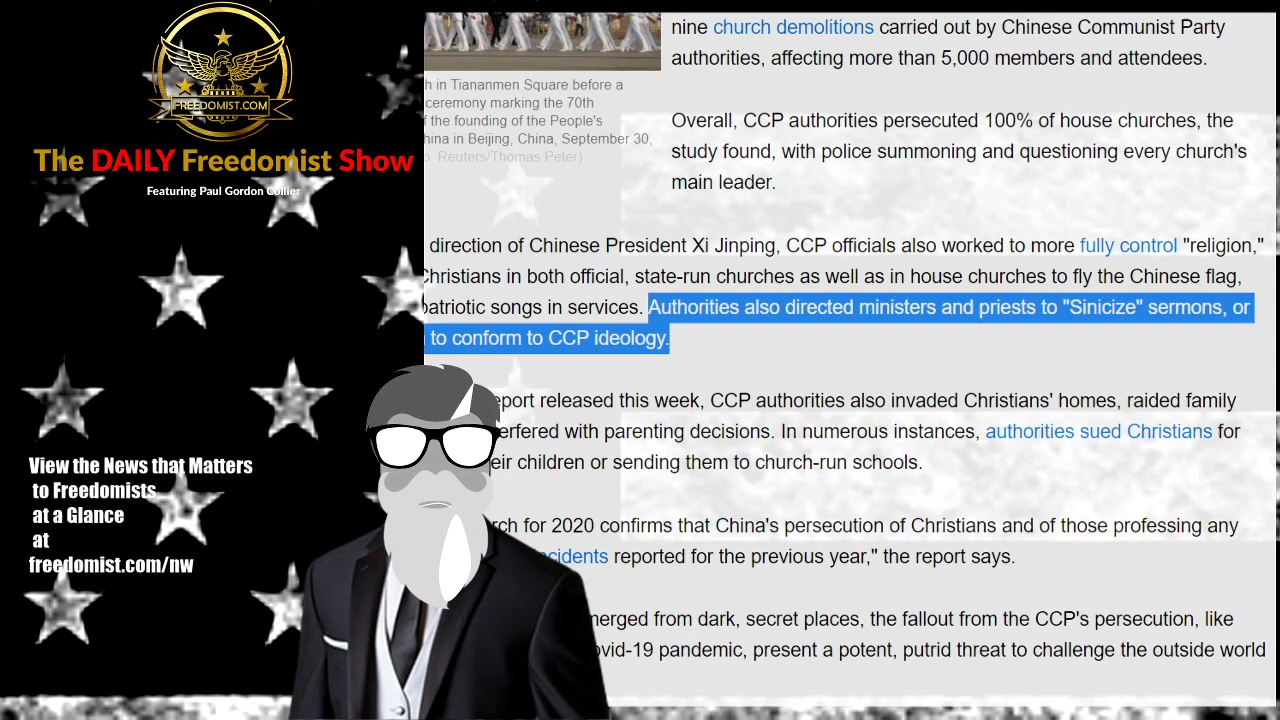 FREEDOMIST.COM
The DAILY Freedomist Show
Featuring Paul Gordon Collier
View the News that Matters
to Freedomists
at a Glance
at
freedomist.com/nw
h in Tiananmen Square before a
ceremony marking the 70th
f the founding of the People's
hina in Beijing, China, September 30,
Reuters/Thomas Peter)
nine church demolitions carried out by Chinese Communist Party
authorities, affecting more than 5,000 members and attendees.
Overall, CCP authorities persecuted 100% of house churches, the
study found, with police summoning and questioning every church's
main leader.
direction of Chinese President Xi Jinping, CCP officials also worked to more fully control "religion,"
Christians in both official, state-run churches as well as in house churches to fly the Chinese flag,
patriotic songs in services. Authorities also directed ministers and priests to "Sinicize" sermons, or
to conform to CCP ideology.
eport released this week, CCP authorities also invaded Christians' homes, raided family
erfered with parenting decisions. In numerous instances, authorities sued Christians for
eir children or sending them to church-run schools.
rch for 2020 confirms that China's persecution of Christians and of those professing any
cidents reported for the previous year," the report says.
merged from dark, secret places, the fallout from the CCP's persecution, like
ovid-19 pandemic, present a potent, putrid threat to challenge the outside world